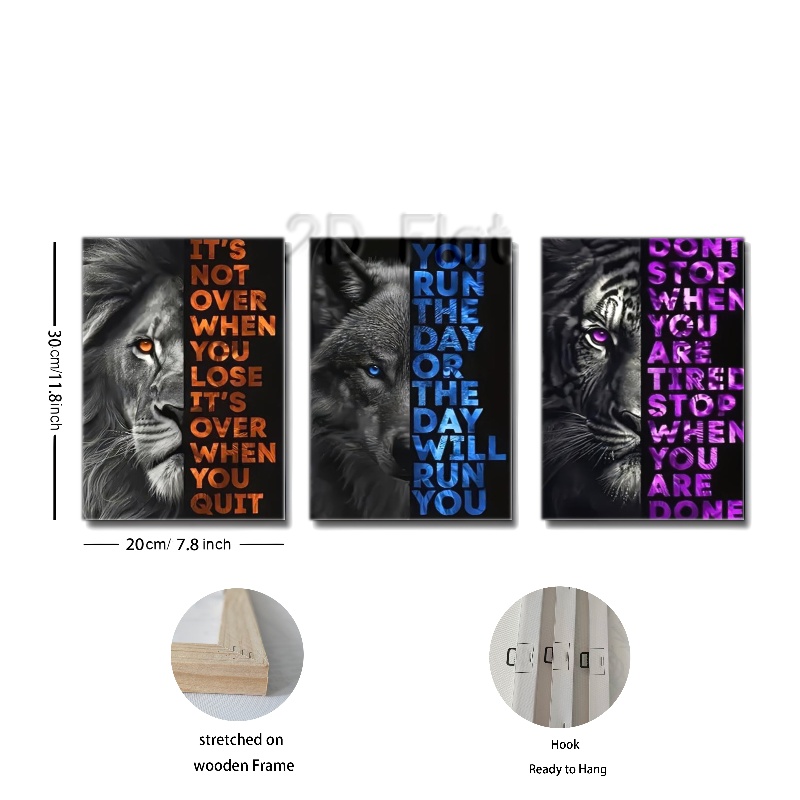 2D Flat
IT'S
NOT
OVER
WHEN
YOU
LOSE
IT'S
OVER
WHEN
YOU
QUIT
YOU
RUN
THE
DAY
OR
THE
DAY
WILL
RUN
YOU
DONT
STOP
WHEN
YOU
ARE
TIRED
STOP
WHEN
YOU
ARE
DONE
30cm/11.8inch
20cm/ 7.8 inch
stretched on
wooden Frame
Hook
Ready to Hang